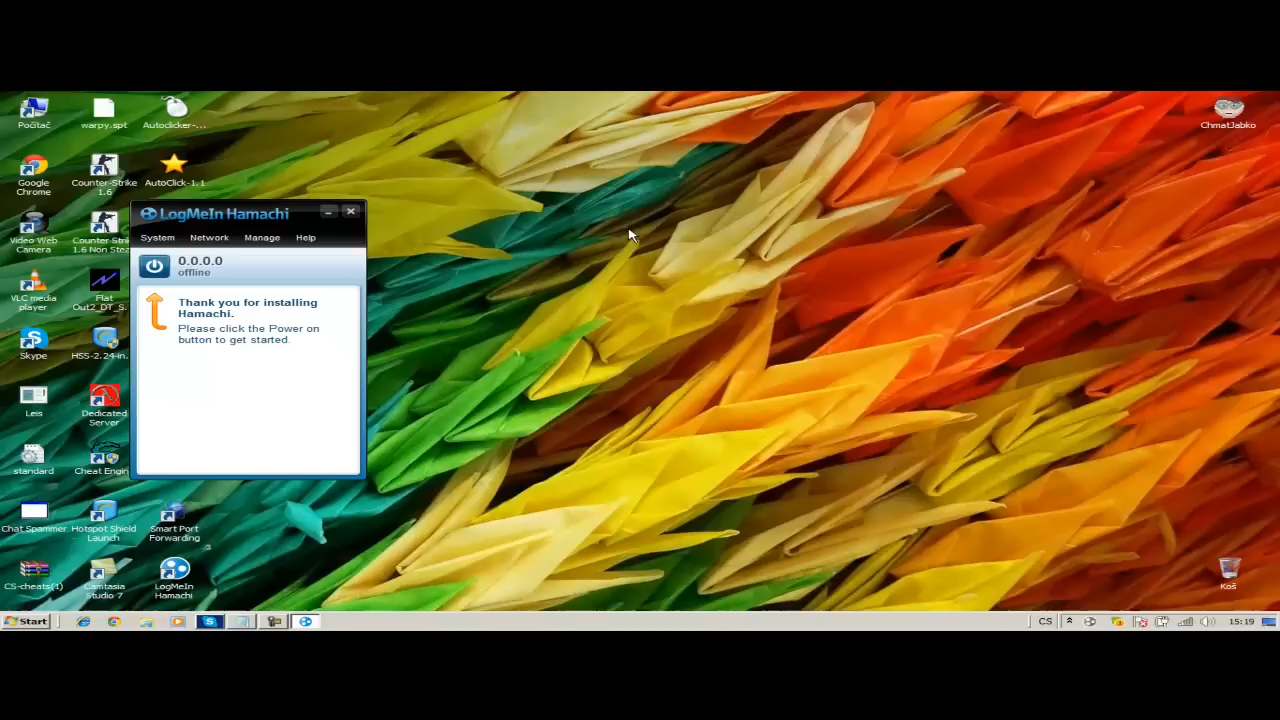 Počítač
warpy.spt
Autoclicker-...
ChmatJabko
Google
Chrome
Counter-Strike
1.6
AutoClick-1.1
Video Web
Camera
Counter Stri
1.6 Non Stea
VLC media
player
Flat
Out2_DT_S.
Skype
HSS-2.24-in.
Leis
Dedicated
Server
standard
Cheat Engin
Chat Spammer
Hotspot Shield
Launch
Smart Port
Forwarding
CS-cheats(1)
Camtasia
Studio 7
LogMeIn
Hamachi
Koš
LogMeIn Hamachi
System Network Manage Help
0.0.0.0
offline
Thank you for installing
Hamachi.
Please click the Power on
button to get started.
Start
CS
15:19